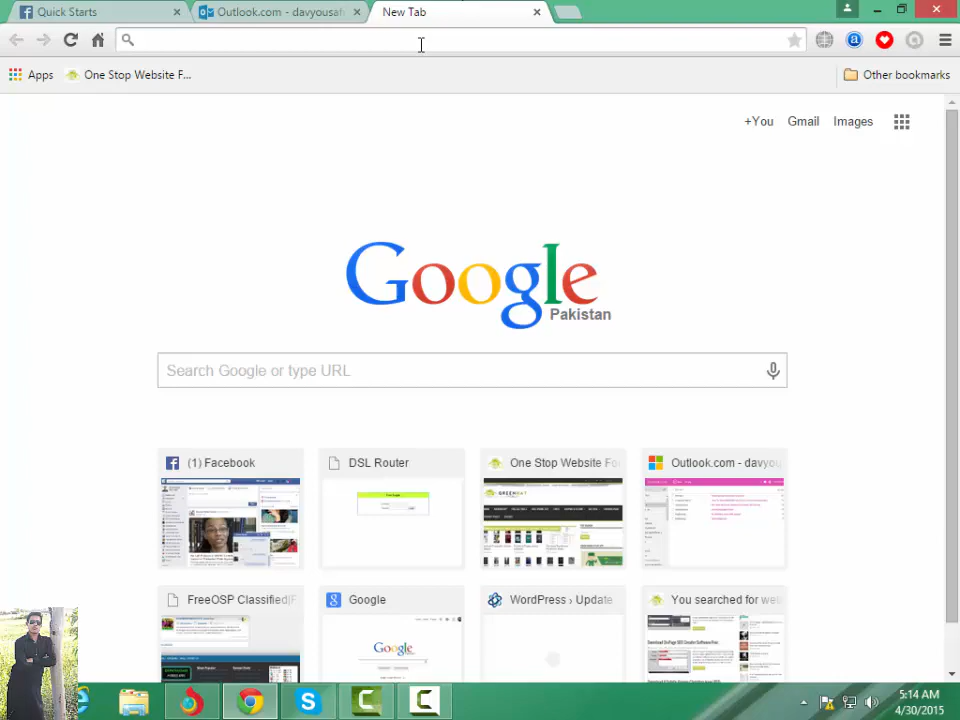 Quick Starts
Outlook.com - davyousaf
New Tab
Apps
One Stop Website F...
Other bookmarks
+You Gmail Images
Google
Pakistan
Search Google or type URL
(1) Facebook
DSL Router
One Stop Website Fo
Outlook.com - davyou
FreeOSP Classified|F
Google
WordPress › Update
You searched for web
5:14 AM
4/30/2015